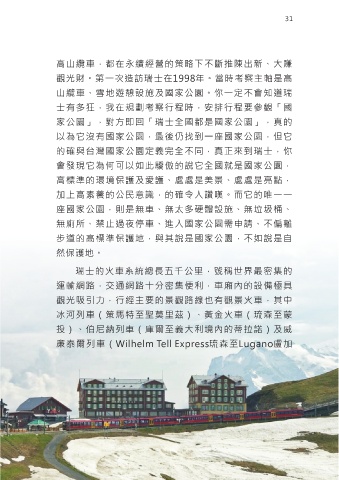 31
高山纜車，都在永續經營的策略下不斷推陳出新、大賺
觀光財。第一次造訪瑞士在1998年。當時考察主軸是高
山纜車、雪地遊憩設施及國家公園。你一定不會知道瑞
士有多狂，我在規劃考察行程時，安排行程要參觀「國
家公園」，對方即回「瑞士全國都是國家公園」，真的
以為它沒有國家公園，最後仍找到一座國家公園，但它
的確與台灣國家公園定義完全不同，真正來到瑞士，你
會發現它為何可以如此驕傲的說它全國就是國家公園，
高標準的環境保護及愛護、處處是美景、處處是亮點，
加上高素養的公民意識，的確令人讚嘆。而它的唯一一
座國家公園，則是無車、無太多硬體設施、無垃圾桶、
無廁所、禁止過夜停車、進入國家公園需申請、不偏離
步道的高標準保護地，與其說是國家公園，不如說是自
然保護地。
瑞士的火車系統總長五千公里，號稱世界最密集的
運輸網路，交通網路十分密集便利，車廂內的設備極具
觀光吸引力，行經主要的景觀路線也有觀景火車，其中
冰河列車（策馬特至聖莫里茲）、黃金火車（琉森至蒙
投）、伯尼納列車（庫爾至義大利境內的蒂拉諾）及威
廉泰爾列車（Wilhelm Tell Express琉森至Lugano盧加